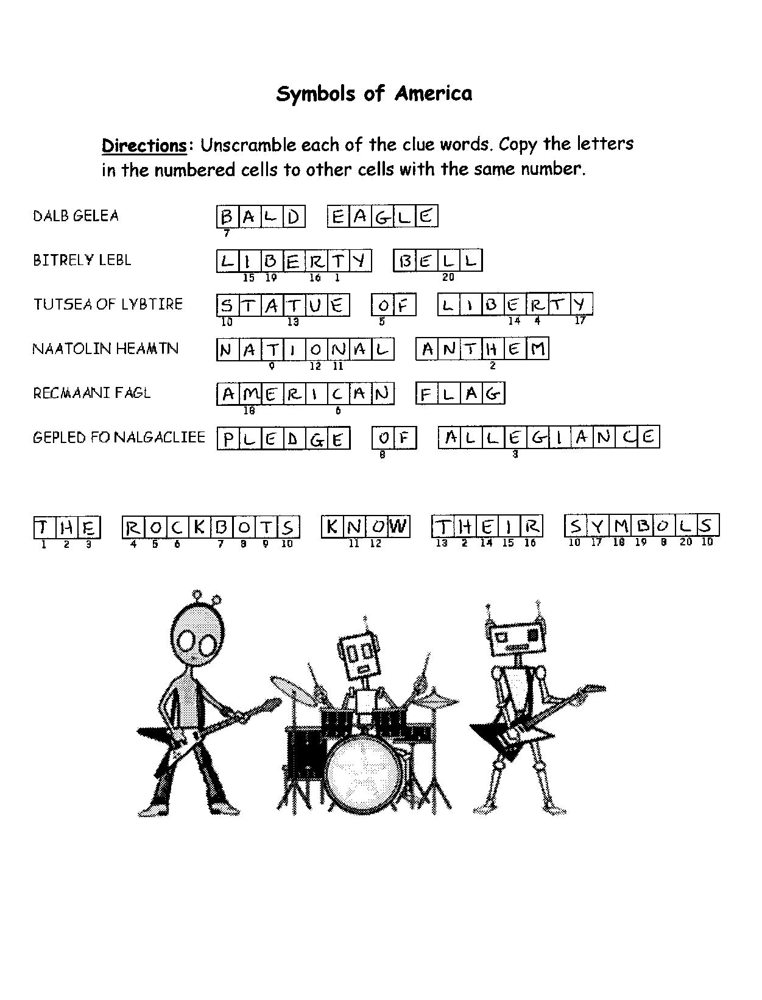 Symbols of America
Directions: Unscramble each of the clue words. Copy the letters
in the numbered cells to other cells with the same number.
DALB GELEA BALD EAGLE
7
BITRELY LEBL LIBERTY BELL
15 19 16 1 20
TUTSEA OF LYBTIRE STATUE OF LIBERTY
10 13 5 14 4 17
NAATOLIN HEAMTN NATIONAL ANTHEM
9 12 11 2
RECMAANI FAGL AMERICAN FLAG
18 6
GEPLED FO NALGACLIEE PLEDGE OF ALLEGIANCE
8 3
THE ROCKBOTS KNOW THEIR SYMBOLS
1 2 3 4 5 6 7 8 9 10 11 12 13 2 14 15 16 10 17 18 19 8 20 10